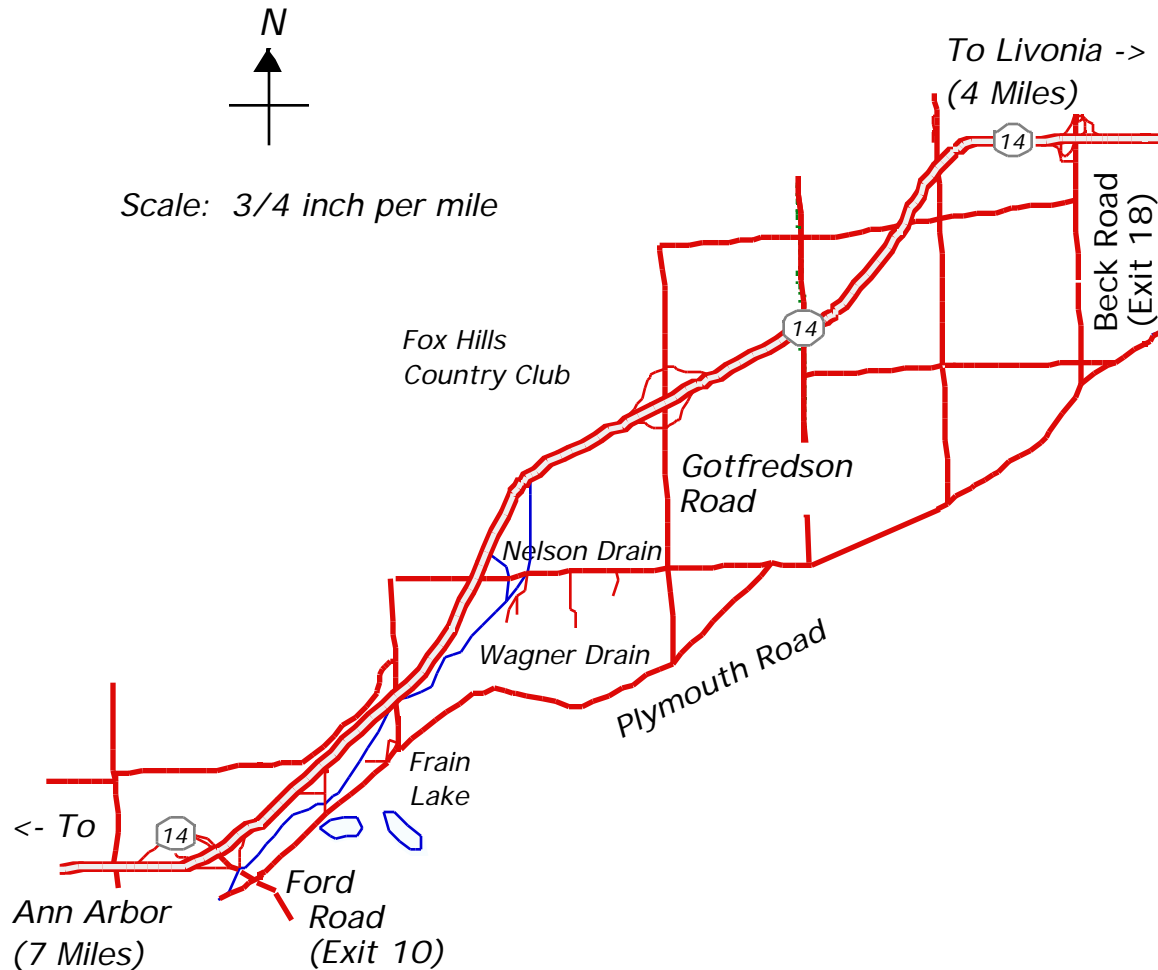 N
To Livonia ->
(4 Miles)
14
Scale: 3/4 inch per mile
Beck Road
(Exit 18)
14
Fox Hills
Country Club
Gotfredson
Road
Nelson Drain
Wagner Drain
Plymouth Road
Frain
Lake
<- To
14
Ann Arbor
(7 Miles)
Ford
Road
(Exit 10)